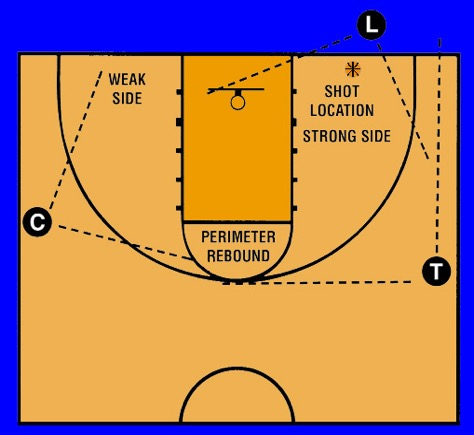 L
WEAK
SIDE
SHOT
LOCATION
STRONG SIDE
C
PERIMETER
REBOUND
T